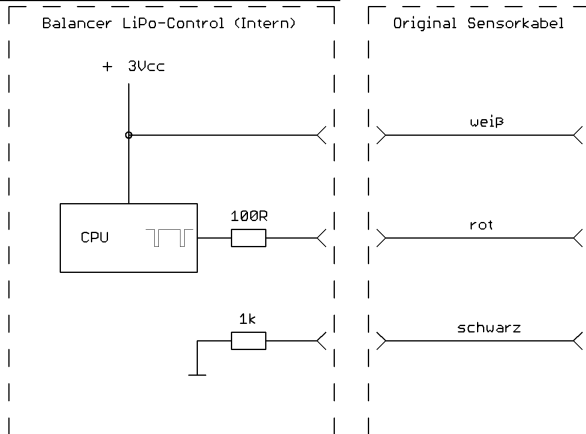 Balancer LiPo-Control (Intern)
Original Sensorkabel
+ 3Vcc
weiß
100R
CPU
rot
1k
schwarz